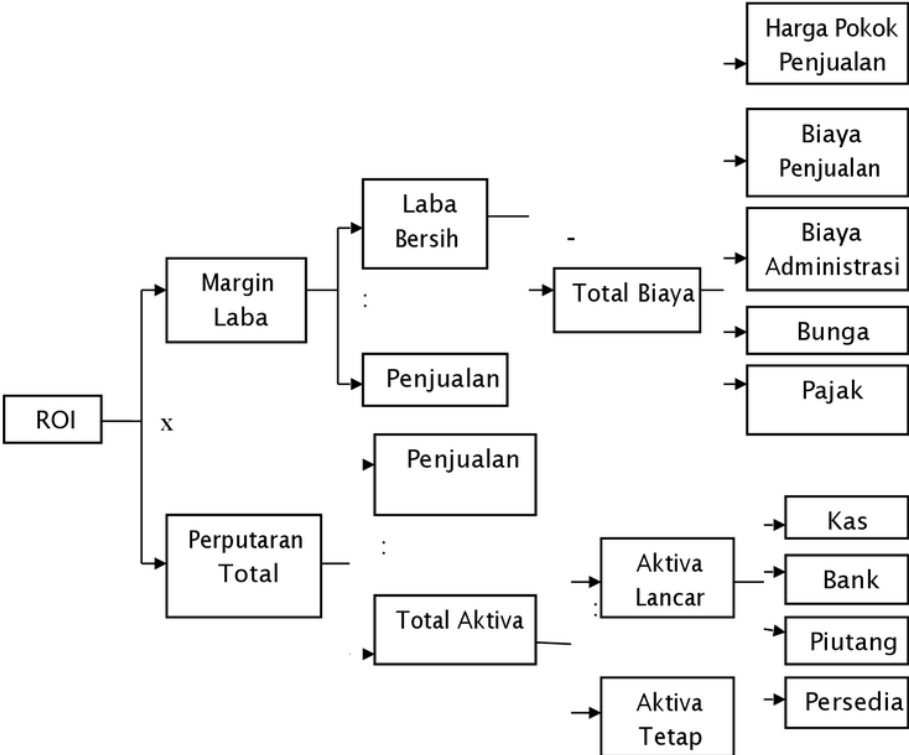 Harga Pokok
Penjualan
Biaya
Penjualan
Laba
Bersih
-
Biaya
Administrasi
Margin
Laba
:
Total Biaya
Bunga
Penjualan
Pajak
ROI
x
Penjualan
Perputaran
Total
:
Kas
Aktiva
Lancar
Bank
:
Total Aktiva
Piutang
Aktiva
Tetap
Persedia